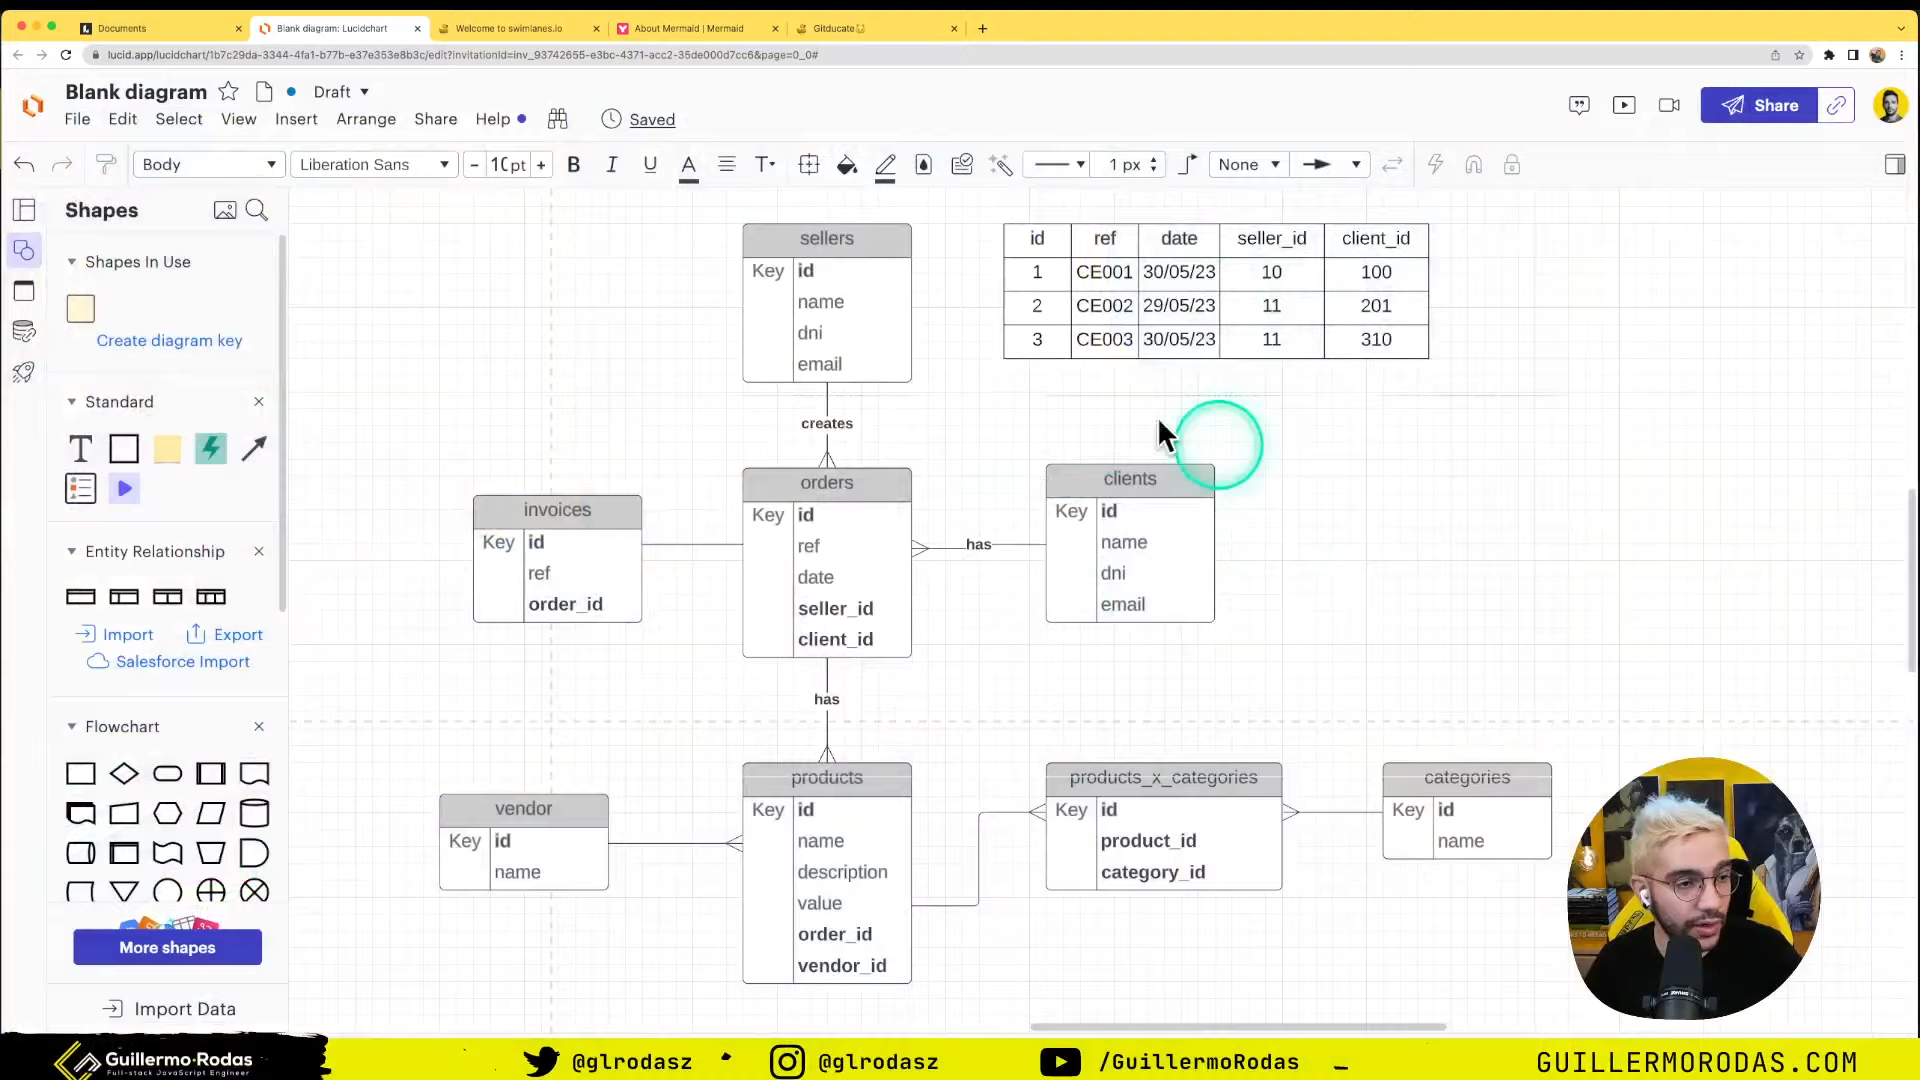 Documents
Blank diagram: Lucidchart
Welcome to swimlanes.io
About Mermaid | Mermaid
Gitducate
lucid.app/lucidchart/1b7c29da-3344-4fa1-b77b-e37e353e8b3c/edit?invitationId=inv_93742655-e3bc-4371-acc2-35de000d7cc6&page=0_0#
Blank diagram
Draft
File Edit Select View Insert Arrange Share Help
Saved
Share
Body
Liberation Sans
10 pt
B I U A T
1 px
None
Shapes
Shapes In Use
Create diagram key
Standard
T
Entity Relationship
Import
Export
Salesforce Import
Flowchart
More shapes
Import Data
sellers
Key id
name
dni
email
id ref date seller_id client_id
1 CE001 30/05/23 10 100
2 CE002 29/05/23 11 201
3 CE003 30/05/23 11 310
creates
invoices
Key id
ref
order_id
orders
Key id
ref
date
seller_id
client_id
has
clients
Key id
name
dni
email
has
vendor
Key id
name
products
Key id
name
description
value
order_id
vendor_id
products_x_categories
Key id
product_id
category_id
categories
Key id
name
Guillermo·Rodas
Full-stack JavaScript Engineer
@glrodasz
@glrodasz
/GuillermoRodas
GUILLERMORODAS.COM